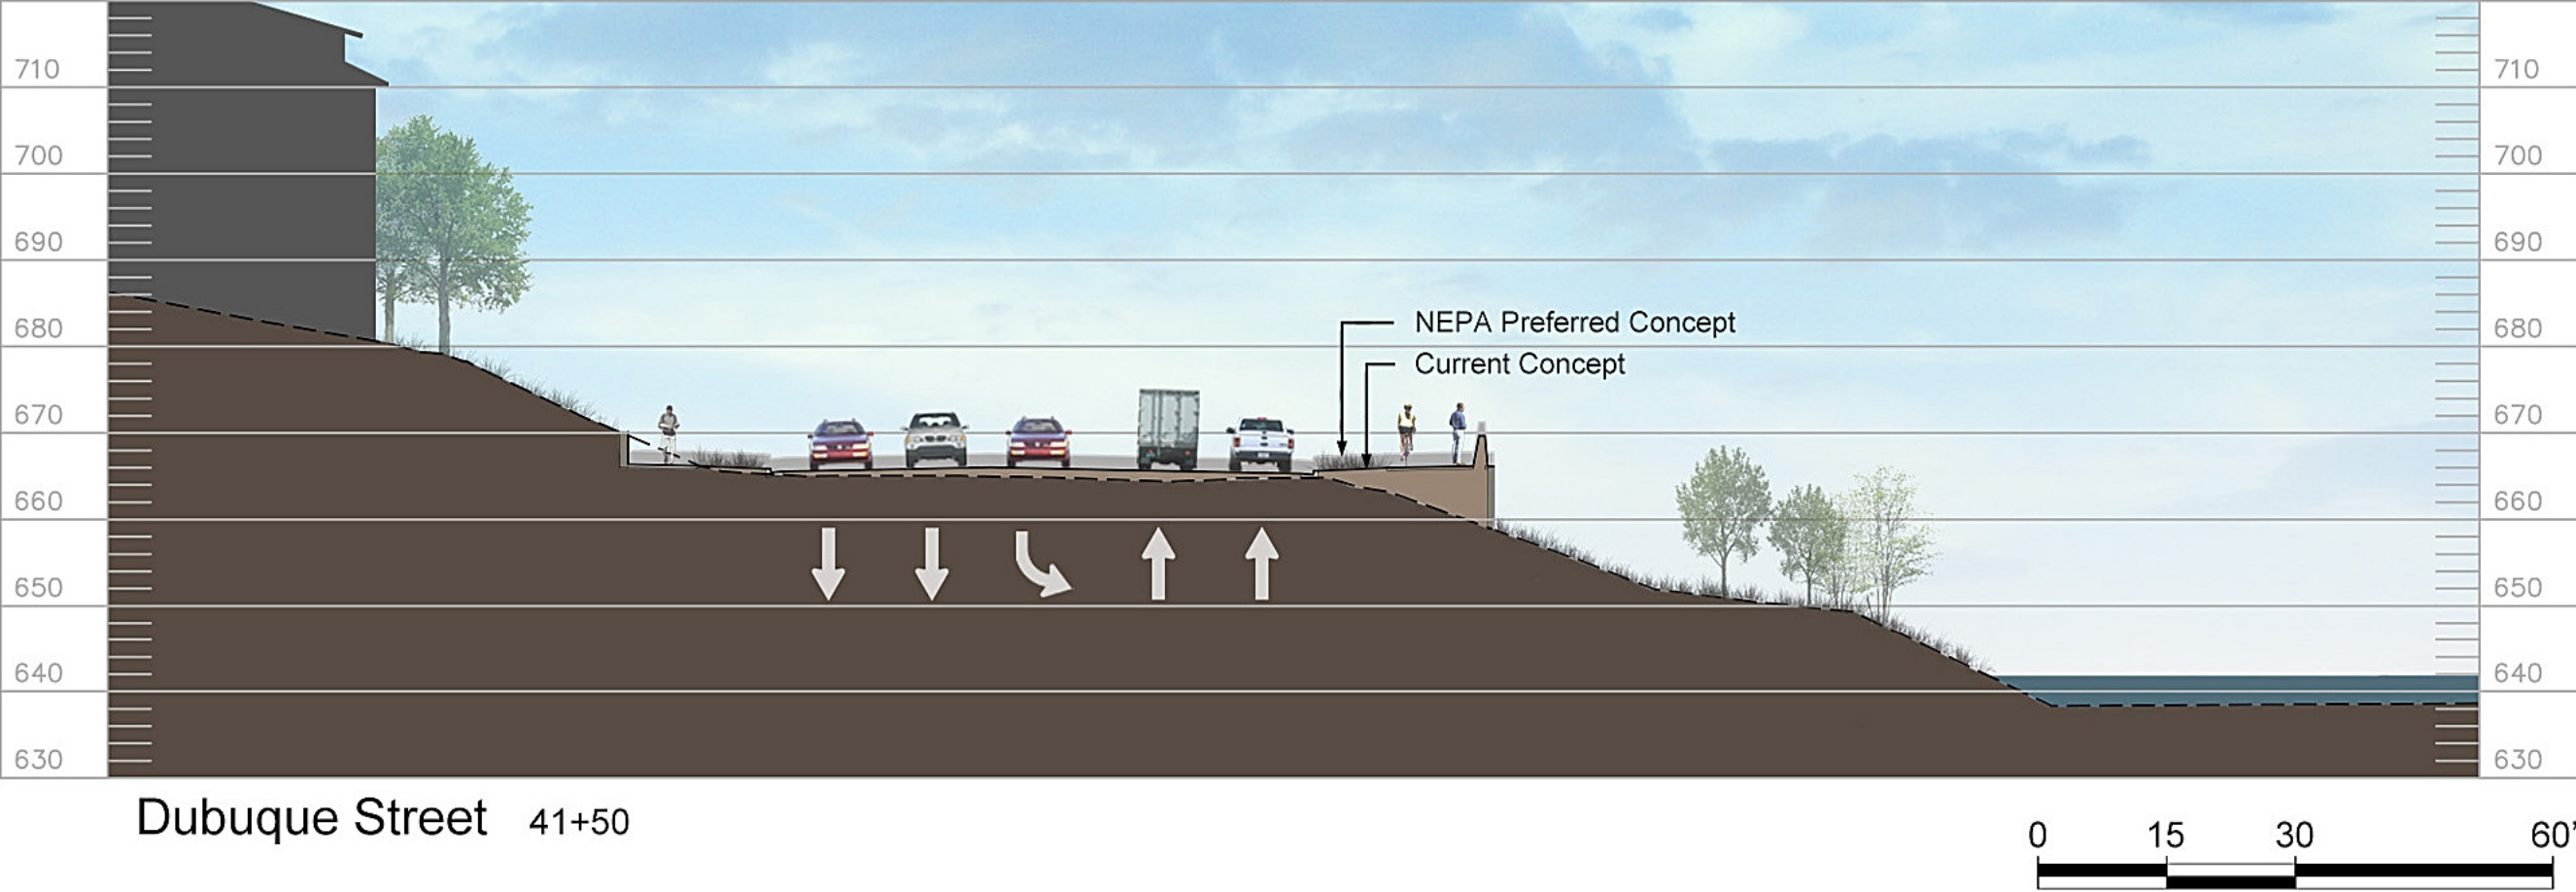 710 710
700 700
690 690
680 NEPA Preferred Concept 680
Current Concept
670 670
660 660
650 650
640 640
630 630
Dubuque Street 41+50
0 15 30 60'